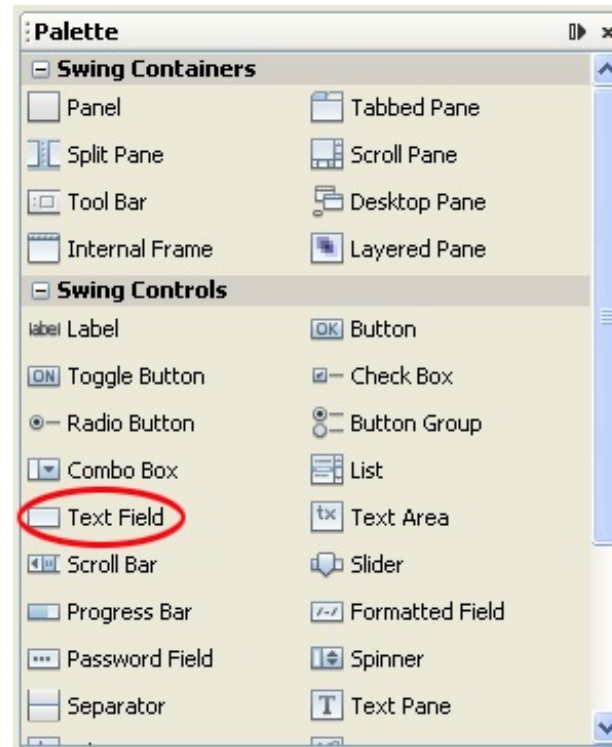 Palette
Swing Containers
Panel Tabbed Pane
Split Pane Scroll Pane
Tool Bar Desktop Pane
Internal Frame Layered Pane
Swing Controls
label Label OK Button
ON Toggle Button Check Box
Radio Button Button Group
Combo Box List
Text Field tx Text Area
Scroll Bar Slider
Progress Bar Formatted Field
Password Field Spinner
Separator T Text Pane